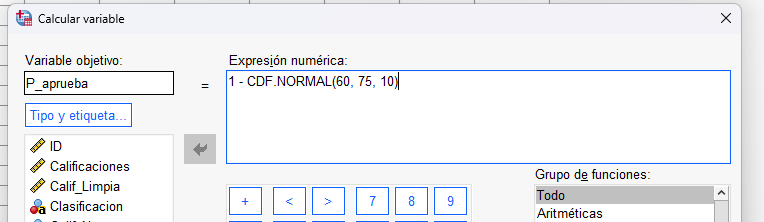 Calcular variable
Variable objetivo:
Expresión numérica:
P_aprueba
=
1 - CDF.NORMAL(60, 75, 10)
Tipo y etiqueta...
ID
Calificaciones
Calif_Limpia
Clasificacion
Grupo de funciones:
Todo
Aritméticas
+ < > 7 8 9